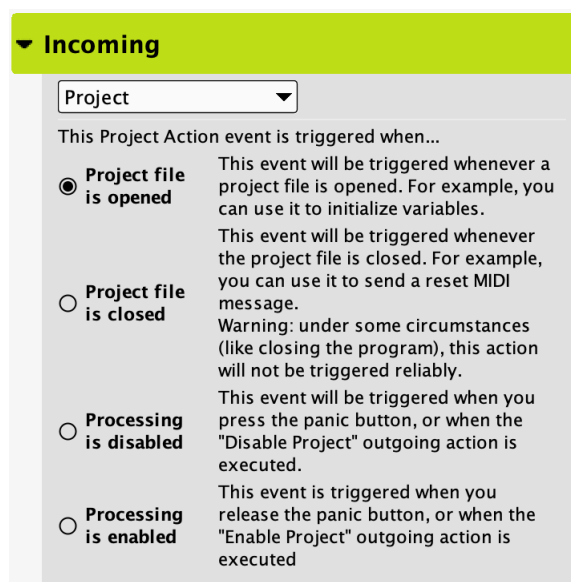 Incoming
Project
This Project Action event is triggered when...
Project file
is opened
This event will be triggered whenever a
project file is opened. For example, you
can use it to initialize variables.
Project file
is closed
This event will be triggered whenever
the project file is closed. For example,
you can use it to send a reset MIDI
message.
Warning: under some circumstances
(like closing the program), this action
will not be triggered reliably.
Processing
is disabled
This event will be triggered when you
press the panic button, or when the
"Disable Project" outgoing action is
executed.
Processing
is enabled
This event is triggered when you
release the panic button, or when the
"Enable Project" outgoing action is
executed